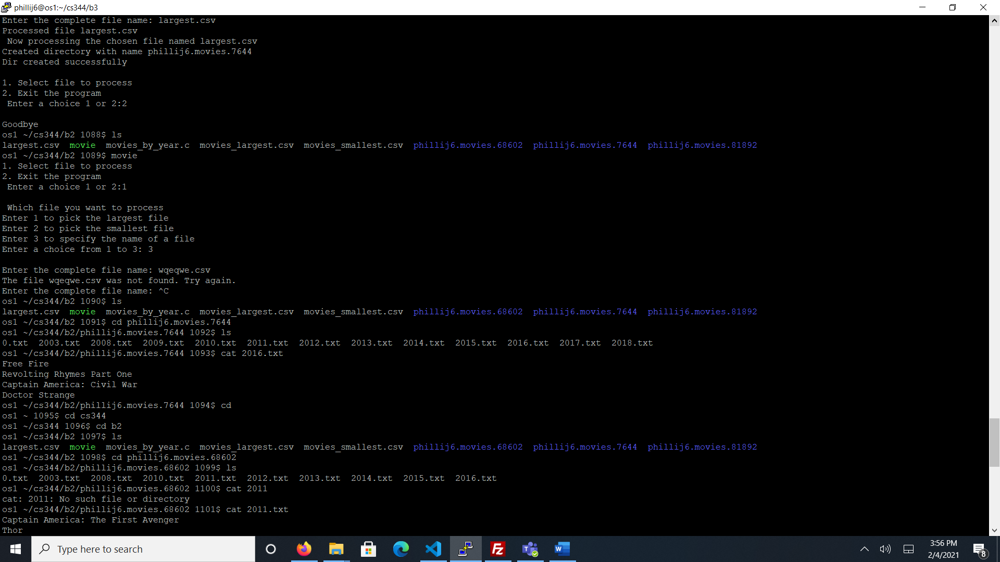 phillij6@os1:~/cs344/b3
Enter the complete file name: largest.csv
Processed file largest.csv
 Now processing the chosen file named largest.csv
Created directory with name phillij6.movies.7644
Dir created successfully
1. Select file to process
2. Exit the program
 Enter a choice 1 or 2:2
Goodbye
os1 ~/cs344/b2 1088$ ls
largest.csv  movie  movies_by_year.c  movies_largest.csv  movies_smallest.csv  phillij6.movies.68602  phillij6.movies.7644  phillij6.movies.81892
os1 ~/cs344/b2 1089$ movie
1. Select file to process
2. Exit the program
 Enter a choice 1 or 2:1
 Which file you want to process
Enter 1 to pick the largest file
Enter 2 to pick the smallest file
Enter 3 to specify the name of a file
Enter a choice from 1 to 3: 3
Enter the complete file name: wqeqwe.csv
The file wqeqwe.csv was not found. Try again.
Enter the complete file name: ^C
os1 ~/cs344/b2 1090$ ls
largest.csv  movie  movies_by_year.c  movies_largest.csv  movies_smallest.csv  phillij6.movies.68602  phillij6.movies.7644  phillij6.movies.81892
os1 ~/cs344/b2 1091$ cd phillij6.movies.7644
os1 ~/cs344/b2/phillij6.movies.7644 1092$ ls
0.txt  2003.txt  2008.txt  2009.txt  2010.txt  2011.txt  2012.txt  2013.txt  2014.txt  2015.txt  2016.txt  2017.txt  2018.txt
os1 ~/cs344/b2/phillij6.movies.7644 1093$ cat 2016.txt
Free Fire
Revolting Rhymes Part One
Captain America: Civil War
Doctor Strange
os1 ~/cs344/b2/phillij6.movies.7644 1094$ cd
os1 ~ 1095$ cd cs344
os1 ~/cs344 1096$ cd b2
os1 ~/cs344/b2 1097$ ls
largest.csv  movie  movies_by_year.c  movies_largest.csv  movies_smallest.csv  phillij6.movies.68602  phillij6.movies.7644  phillij6.movies.81892
os1 ~/cs344/b2 1098$ cd phillij6.movies.68602
os1 ~/cs344/b2/phillij6.movies.68602 1099$ ls
0.txt  2003.txt  2008.txt  2010.txt  2011.txt  2012.txt  2013.txt  2014.txt  2015.txt  2016.txt
os1 ~/cs344/b2/phillij6.movies.68602 1100$ cat 2011
cat: 2011: No such file or directory
os1 ~/cs344/b2/phillij6.movies.68602 1101$ cat 2011.txt
Captain America: The First Avenger
Thor
Type here to search
3:56 PM
2/4/2021
8